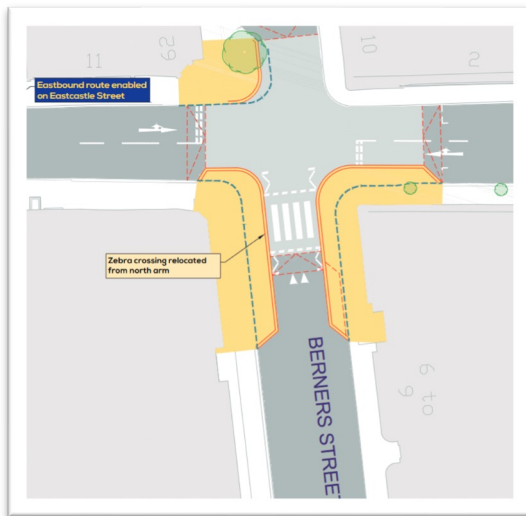 11
29
10
2
Eastbound route enabled
on Eastcastle Street
Zebra crossing relocated
from north arm
BERNERS STREE
6 to
9